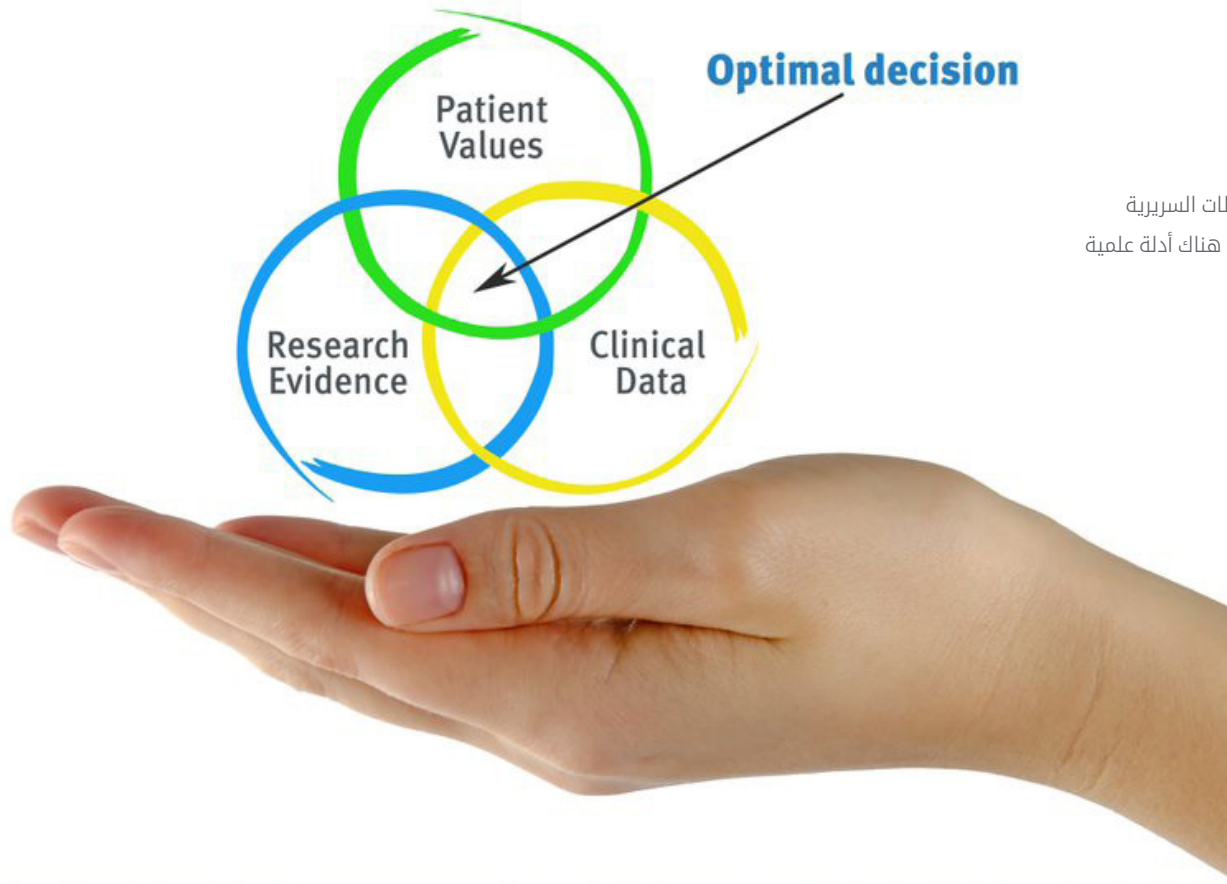 Optimal decision
Patient
Values
السريرية
هناك أدلة علمية
Research
Evidence
Clinical
Data